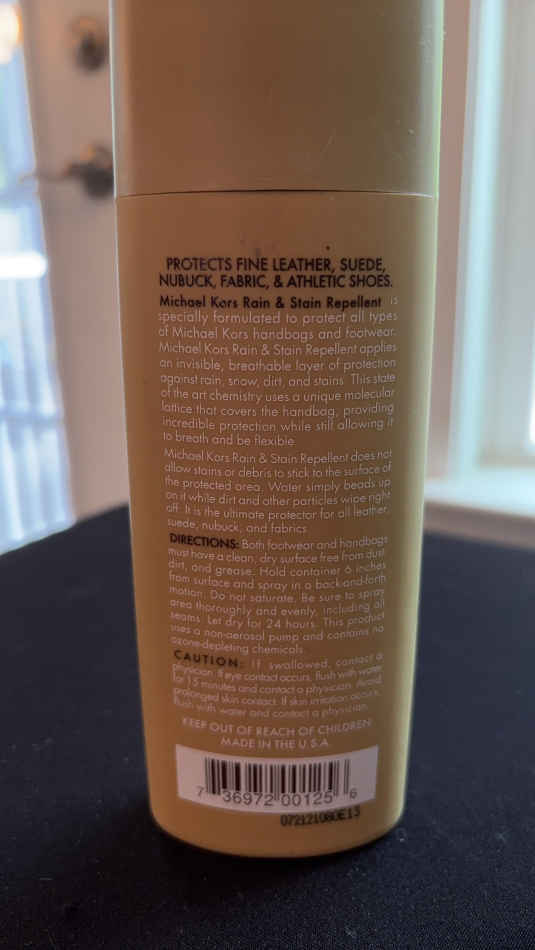 PROTECTS FINE LEATHER, SUEDE,
NUBUCK, FABRIC, & ATHLETIC SHOES.
Michael Kors Rain & Stain Repellent is
specially formulated to protect all types
of Michael Kors handbags and footwear.
Michael Kors Rain & Stain Repellent applies
an invisible, breathable layer of protection
against rain, snow, dirt, and stains. This state
of the art chemistry uses a unique molecular
lattice that covers the handbag, providing
incredible protection while still allowing it
to breath and be flexible
Michael Kors Rain & Stain Repellent does not
allow stains or debris to stick to the surface of
the protected area. Water simply beads up
on it while dirt and other particles wipe right
off. It is the ultimate protector for all leather,
suede, nubuck, and fabrics.
DIRECTIONS: Both footwear and handbags
must have a clean, dry surface free from dust,
dirt, and grease. Hold container 6 inches
from surface and spray in a back-and-forth
motion. Do not saturate. Be sure to spray
area thoroughly and evenly, including all
seams. Let dry for 24 hours. This product
uses a non-aerosol pump and contains no
ozone-depleting chemicals.
CAUTION: If swallowed, contact a
physician. If eye contact occurs, flush with water
for 15 minutes and contact a physician. Avoid
prolonged skin contact. If skin irritation occurs,
flush with water and contact a physician.
KEEP OUT OF REACH OF CHILDREN.
MADE IN THE U.S.A.
7 36972 00125 6
072121080E13